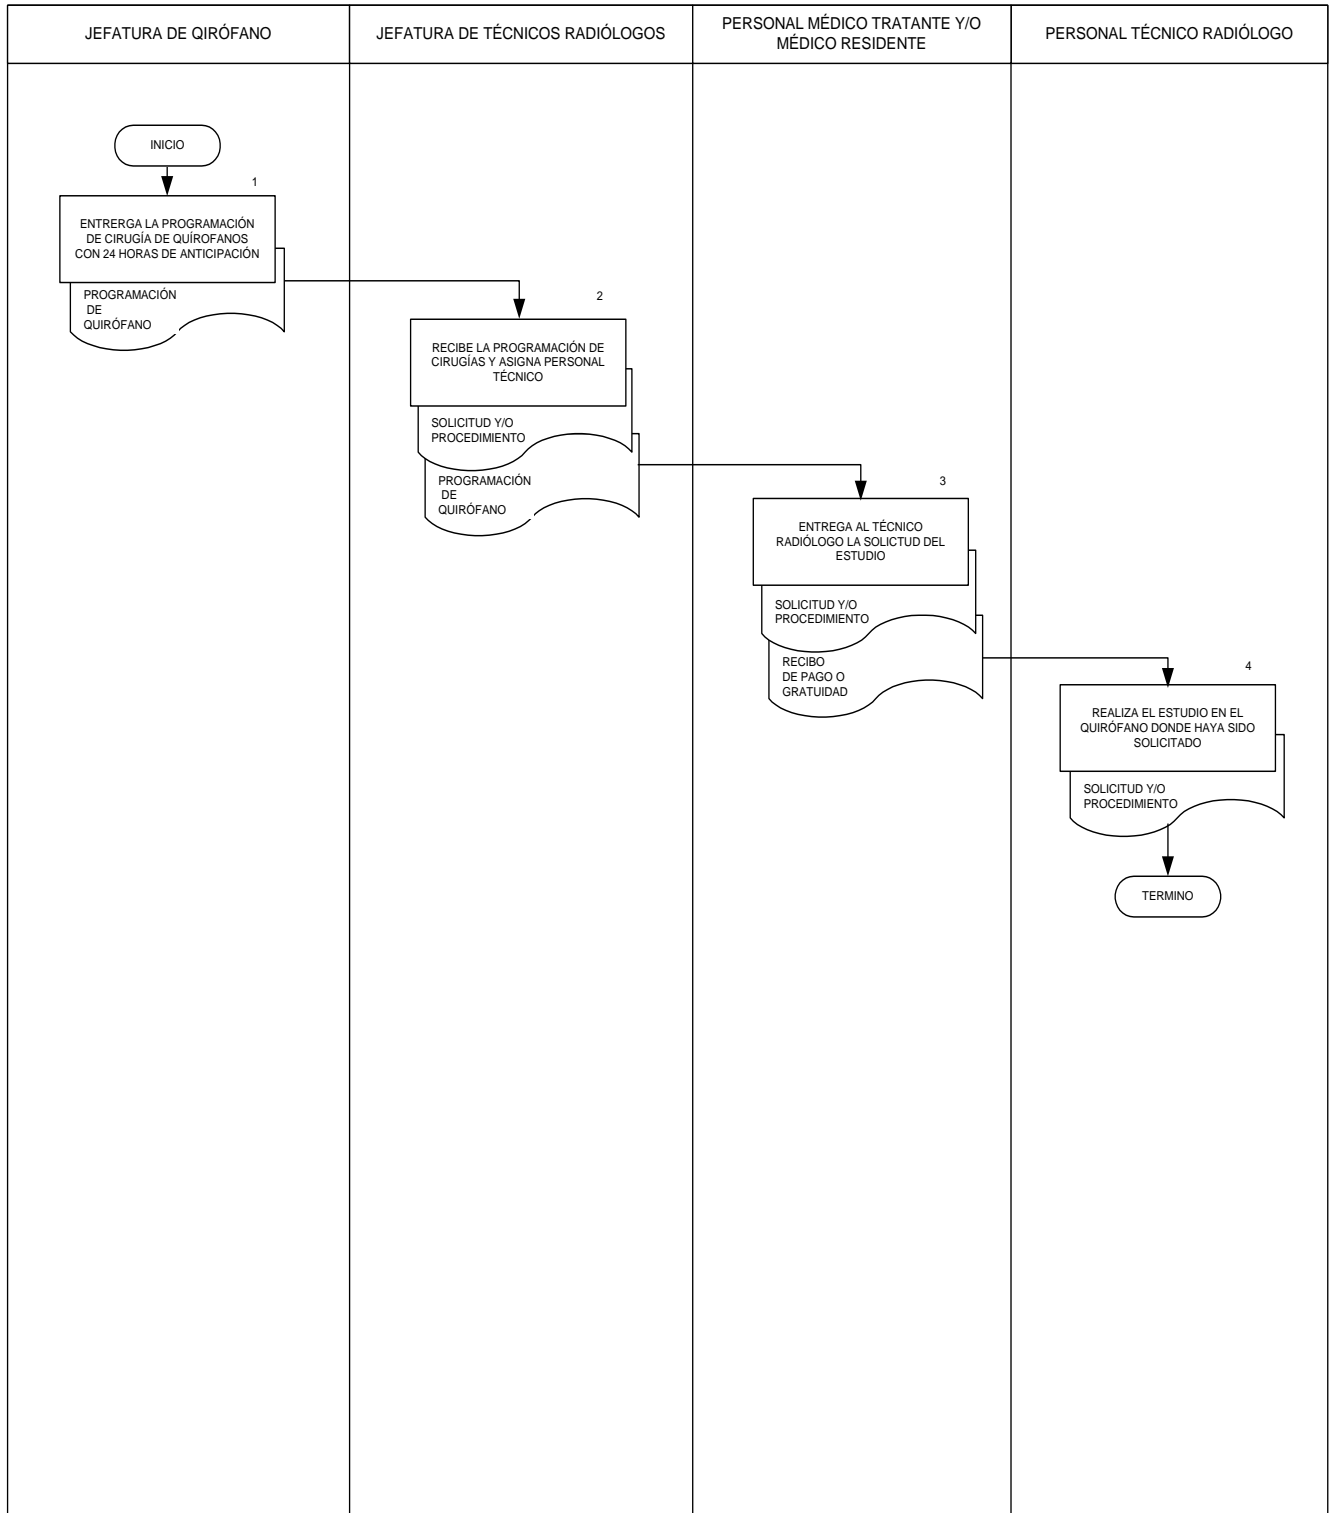 JEFATURA DE QIRÓFANO
JEFATURA DE TÉCNICOS RADIÓLOGOS
PERSONAL MÉDICO TRATANTE Y/O
MÉDICO RESIDENTE
PERSONAL TÉCNICO RADIÓLOGO
INICIO
1
ENTRERGA LA PROGRAMACIÓN
DE CIRUGÍA DE QUÍROFANOS
CON 24 HORAS DE ANTICIPACIÓN
PROGRAMACIÓN
DE
QUIRÓFANO
2
RECIBE LA PROGRAMACIÓN DE
CIRUGÍAS Y ASIGNA PERSONAL
TÉCNICO
SOLICITUD Y/O
PROCEDIMIENTO
PROGRAMACIÓN
DE
QUIRÓFANO
3
ENTREGA AL TÉCNICO
RADIÓLOGO LA SOLICTUD DEL
ESTUDIO
SOLICITUD Y/O
PROCEDIMIENTO
RECIBO
DE PAGO O
GRATUIDAD
4
REALIZA EL ESTUDIO EN EL
QUIRÓFANO DONDE HAYA SIDO
SOLICITADO
SOLICITUD Y/O
PROCEDIMIENTO
TERMINO